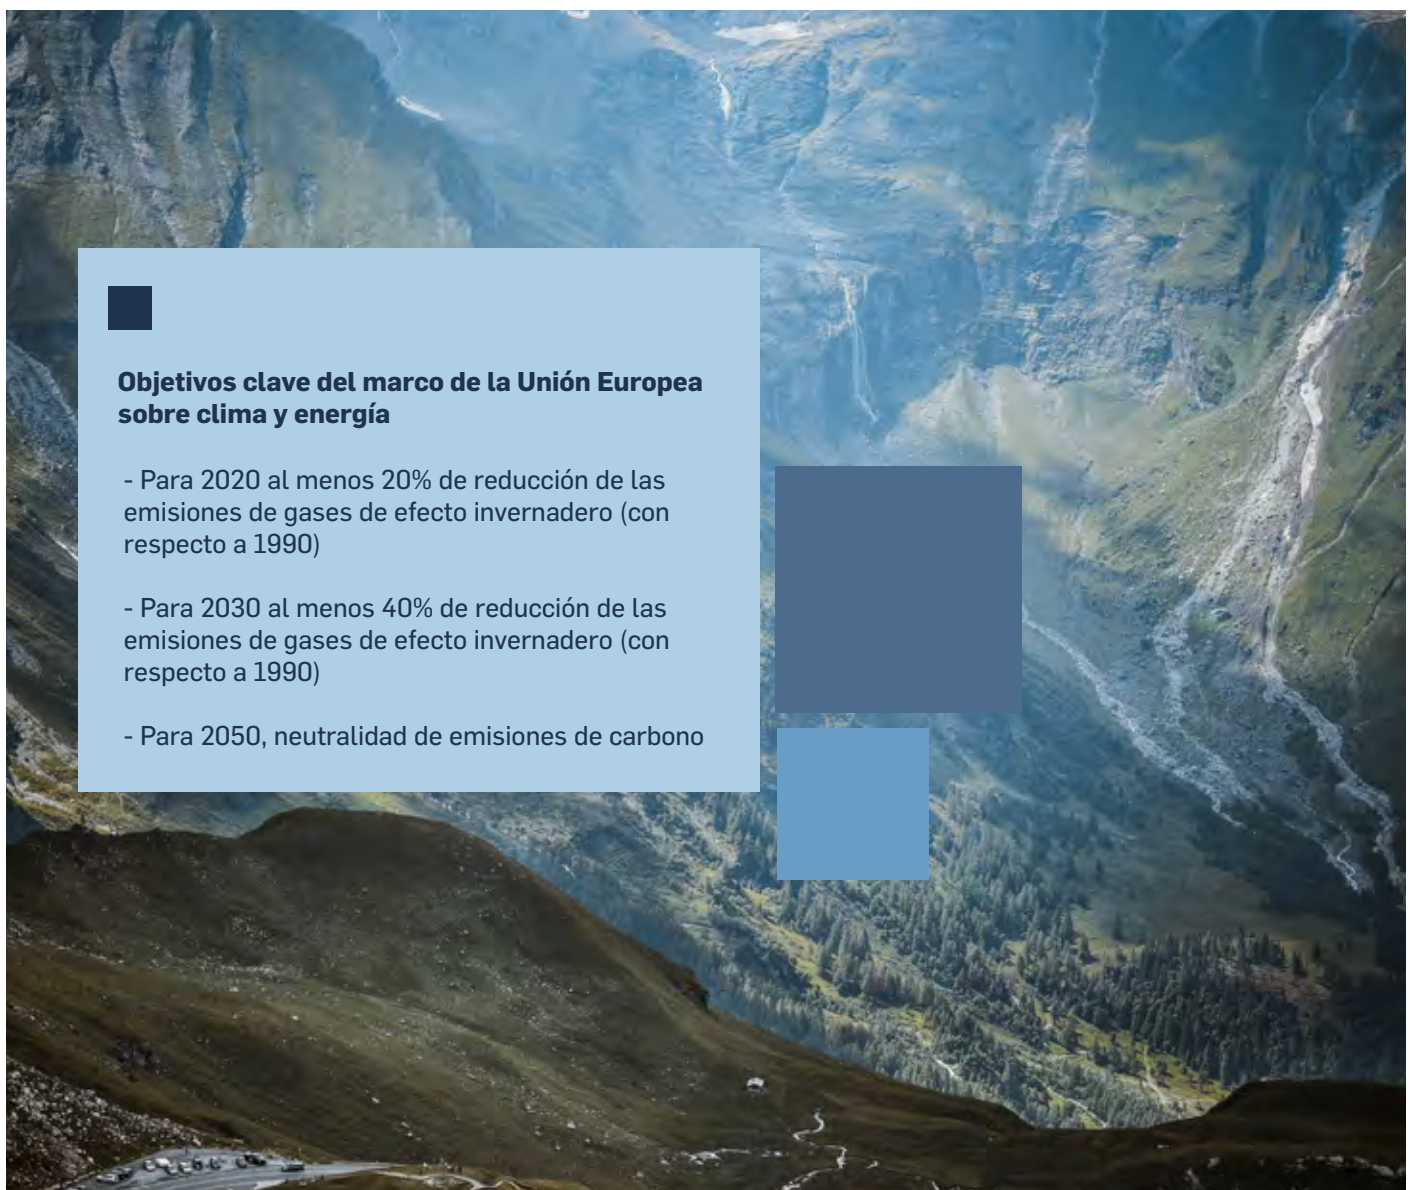 Objetivos clave del marco de la Unión Europea
sobre clima y energía
- Para 2020 al menos 20% de reducción de las
emisiones de gases de efecto invernadero (con
respecto a 1990)
- Para 2030 al menos 40% de reducción de las
emisiones de gases de efecto invernadero (con
respecto a 1990)
- Para 2050, neutralidad de emisiones de carbono